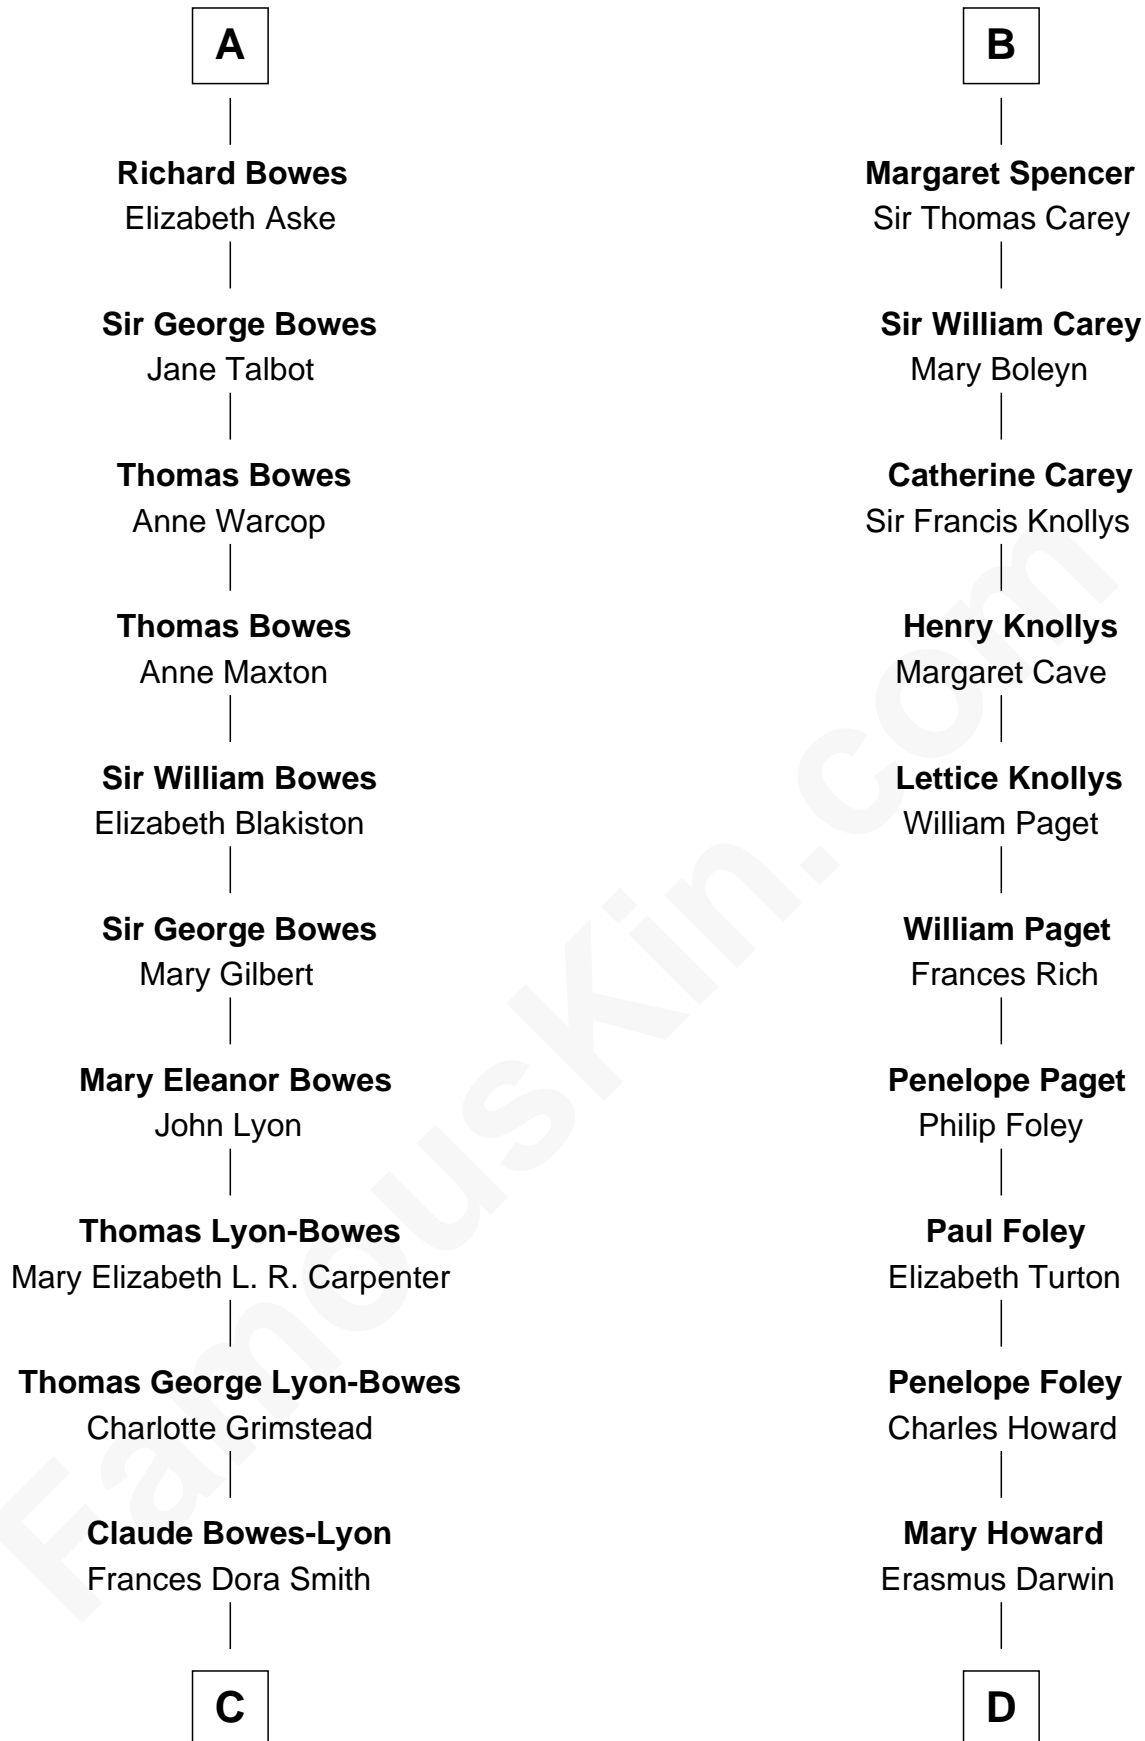 A
Richard Bowes
Elizabeth Aske
Sir George Bowes
Jane Talbot
Thomas Bowes
Anne Warcop
Thomas Bowes
Anne Maxton
Sir William Bowes
Elizabeth Blakiston
Sir George Bowes
Mary Gilbert
Mary Eleanor Bowes
John Lyon
Thomas Lyon-Bowes
Mary Elizabeth L. R. Carpenter
Thomas George Lyon-Bowes
Charlotte Grimstead
Claude Bowes-Lyon
Frances Dora Smith
C
B
Margaret Spencer
Sir Thomas Carey
Sir William Carey
Mary Boleyn
Catherine Carey
Sir Francis Knollys
Henry Knollys
Margaret Cave
Lettice Knollys
William Paget
William Paget
Frances Rich
Penelope Paget
Philip Foley
Paul Foley
Elizabeth Turton
Penelope Foley
Charles Howard
Mary Howard
Erasmus Darwin
D
FamousKin.com